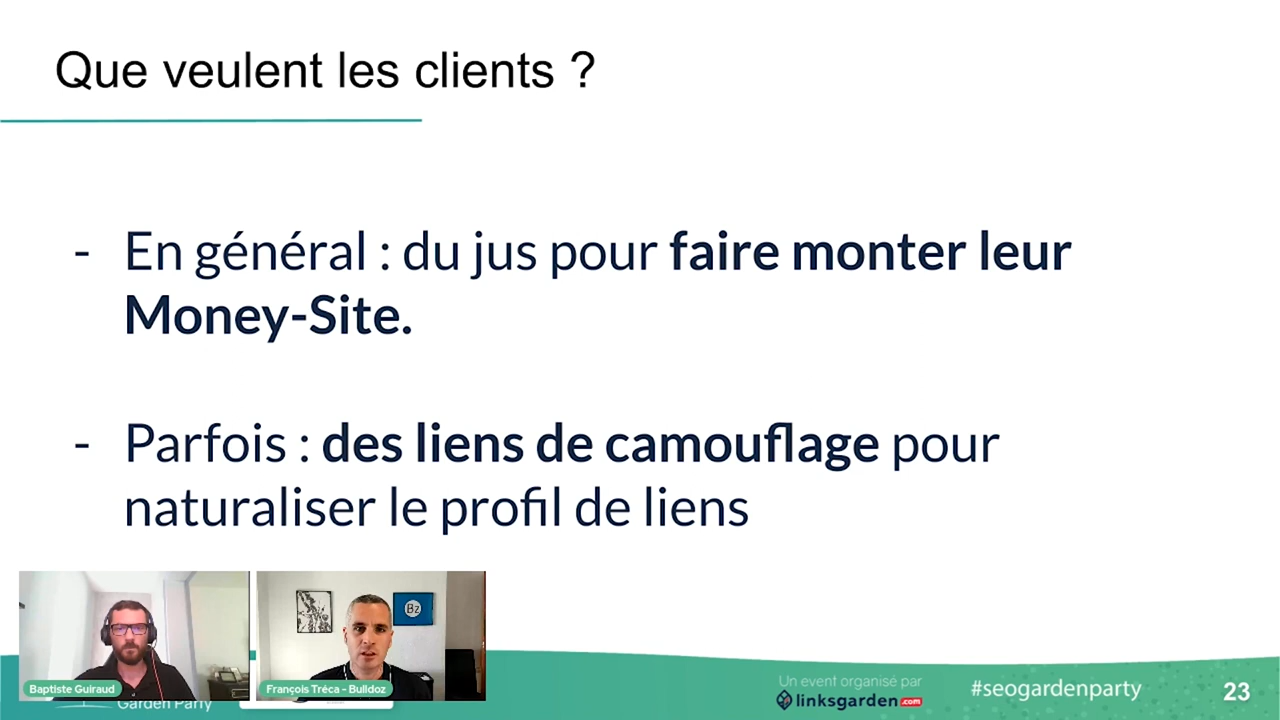 Que veulent les clients ?
- En général : du jus pour faire monter leur
Money-Site.
- Parfois : des liens de camouflage pour
naturaliser le profil de liens
Bz
Baptiste Guiraud
François Tréca - Bulldoz
Garden Party
Un event organisé par
linksgarden.com
#seogardenparty
23